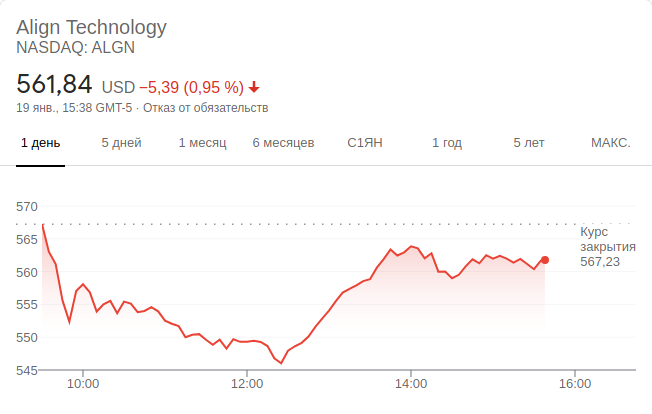 Align Technology
NASDAQ: ALGN
561,84 USD −5,39 (0,95 %)
19 янв., 15:38 GMT-5 · Отказ от обязательств
1 день 5 дней 1 месяц 6 месяцев С1ЯН 1 год 5 лет МАКС.
570
565
560
555
550
545
Курс
закрытия
567,23
10:00 12:00 14:00 16:00